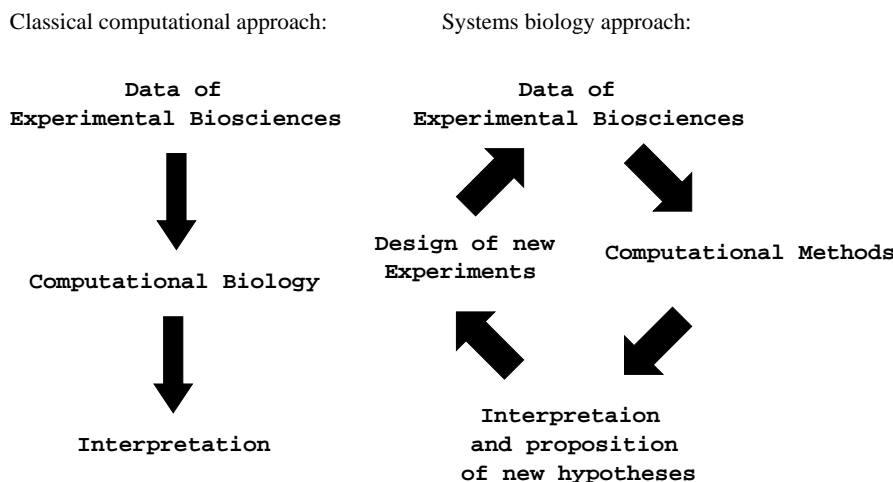 Classical computational approach:
Data of
Experimental Biosciences
Computational Biology
Interpretation
Systems biology approach:
Data of
Experimental Biosciences
Computational Methods
Interpretaion
and proposition
of new hypotheses
Design of new
Experiments